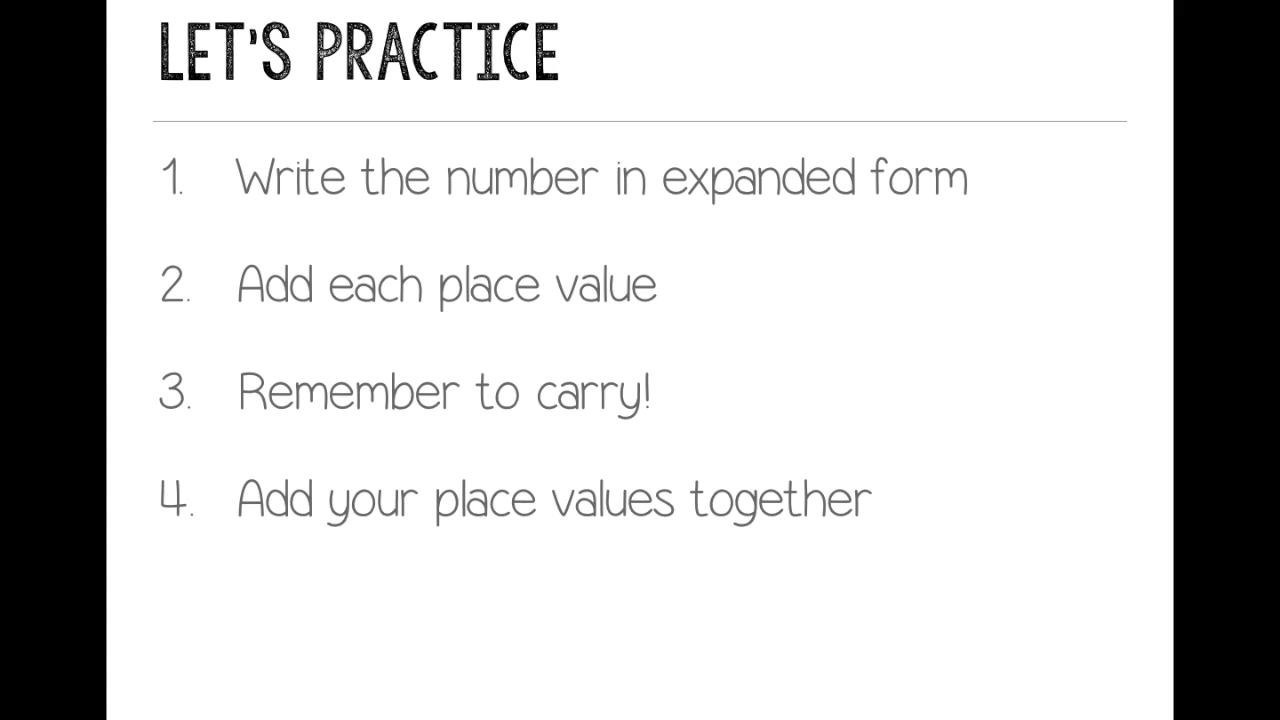 LET'S PRACTICE
1. Write the number in expanded form
2. Add each place value
3. Remember to carry!
4. Add your place values together